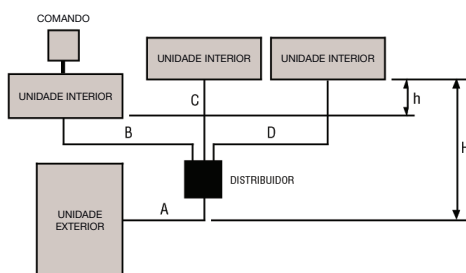 COMANDO
UNIDADE INTERIOR
UNIDADE INTERIOR
UNIDADE INTERIOR
C
h
B
D
H
DISTRIBUIDOR
UNIDADE
EXTERIOR
A